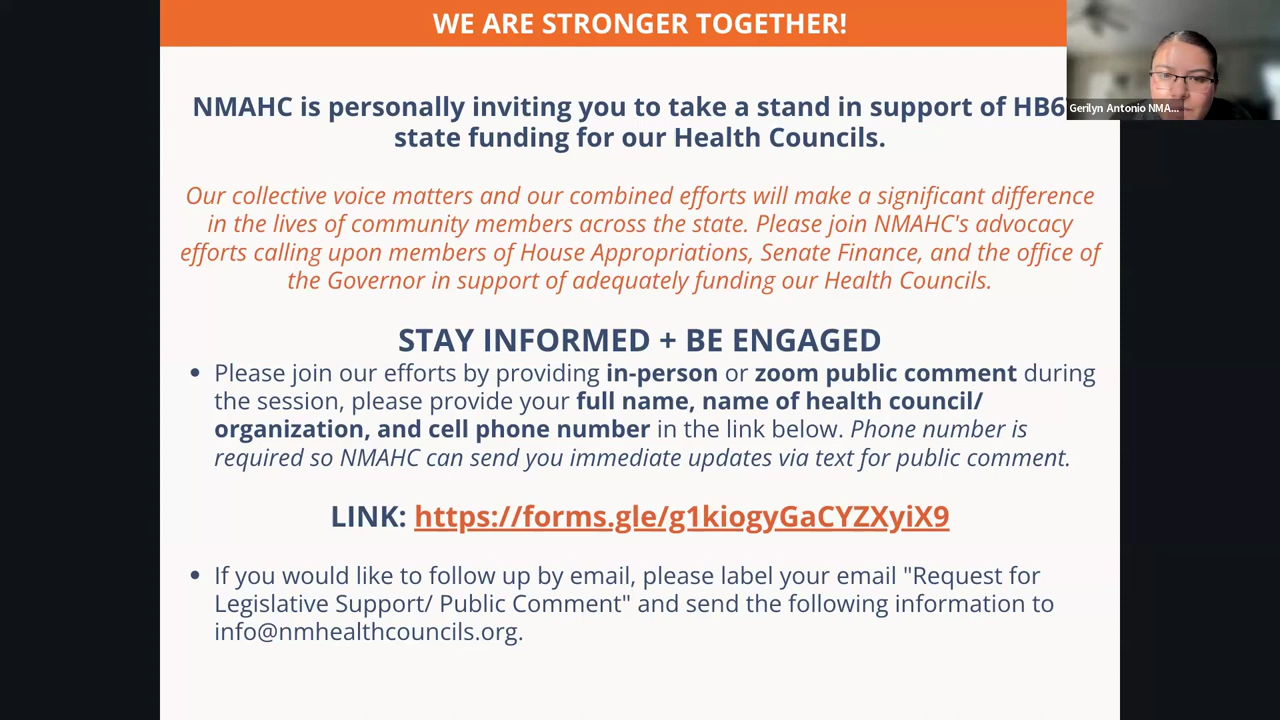 WE ARE STRONGER TOGETHER!
NMAHC is personally inviting you to take a stand in support of HB6
state funding for our Health Councils.
Our collective voice matters and our combined efforts will make a significant difference
in the lives of community members across the state. Please join NMAHC's advocacy
efforts calling upon members of House Appropriations, Senate Finance, and the office of
the Governor in support of adequately funding our Health Councils.
STAY INFORMED + BE ENGAGED
• Please join our efforts by providing in-person or zoom public comment during
the session, please provide your full name, name of health council/
organization, and cell phone number in the link below. Phone number is
required so NMAHC can send you immediate updates via text for public comment.
LINK: https://forms.gle/g1kiogyGaCYZXyiX9
• If you would like to follow up by email, please label your email "Request for
Legislative Support/ Public Comment" and send the following information to
info@nmhealthcouncils.org.
Gerilyn Antonio NMA...